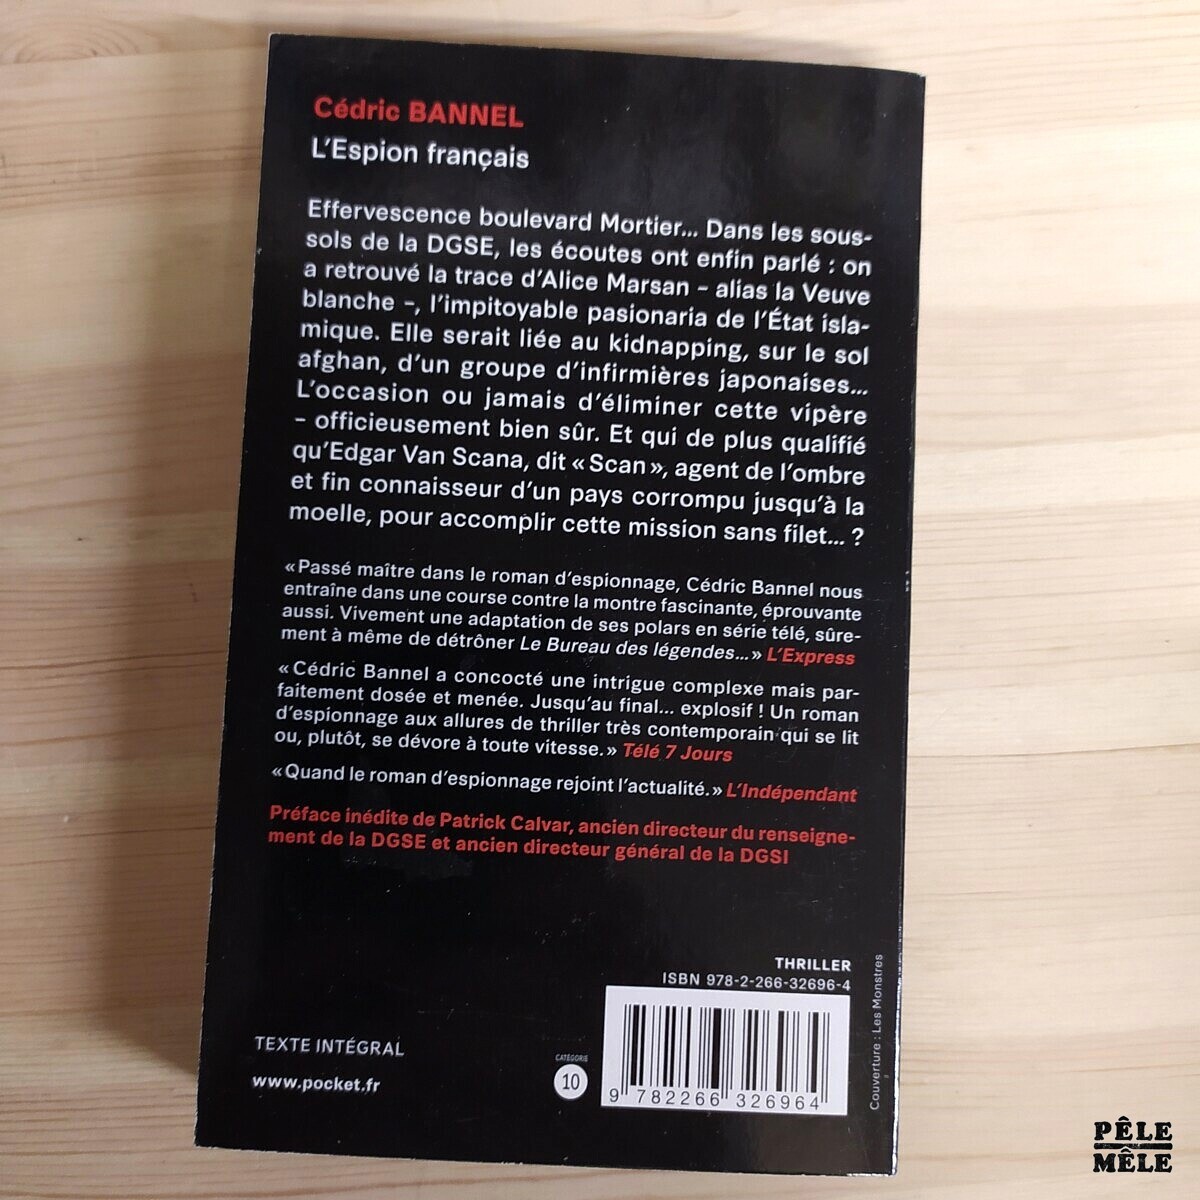 Cédric BANNEL
L'Espion français
Effervescence boulevard Mortier... Dans les sous-
sols de la DGSE, les écoutes ont enfin parlé : on
a retrouvé la trace d'Alice Marsan – alias la Veuve
blanche –, l'impitoyable pasionaria de l'État isla-
mique. Elle serait liée au kidnapping, sur le sol
afghan, d'un groupe d'infirmières japonaises...
L'occasion ou jamais d'éliminer cette vipère
– officieusement bien sûr. Et qui de plus qualifié
qu'Edgar Van Scana, dit « Scan », agent de l'ombre
et fin connaisseur d'un pays corrompu jusqu'à la
moelle, pour accomplir cette mission sans filet... ?
« Passé maître dans le roman d'espionnage, Cédric Bannel nous
entraîne dans une course contre la montre fascinante, éprouvante
aussi. Vivement une adaptation de ses polars en série télé, sûre-
ment à même de détrôner Le Bureau des légendes... » L'Express
« Cédric Bannel a concocté une intrigue complexe mais par-
faitement dosée et menée. Jusqu'au final... explosif ! Un roman
d'espionnage aux allures de thriller très contemporain qui se lit
ou, plutôt, se dévore à toute vitesse. » Télé 7 Jours
« Quand le roman d'espionnage rejoint l'actualité. » L'Indépendant
Préface inédite de Patrick Calvar, ancien directeur du renseigne-
ment de la DGSE et ancien directeur général de la DGSI
THRILLER
ISBN 978-2-266-32696-4
TEXTE INTÉGRAL
www.pocket.fr
CATÉGORIE
10
9 782266 326964
Couverture : Les Monstres
PÊLE
MÊLE